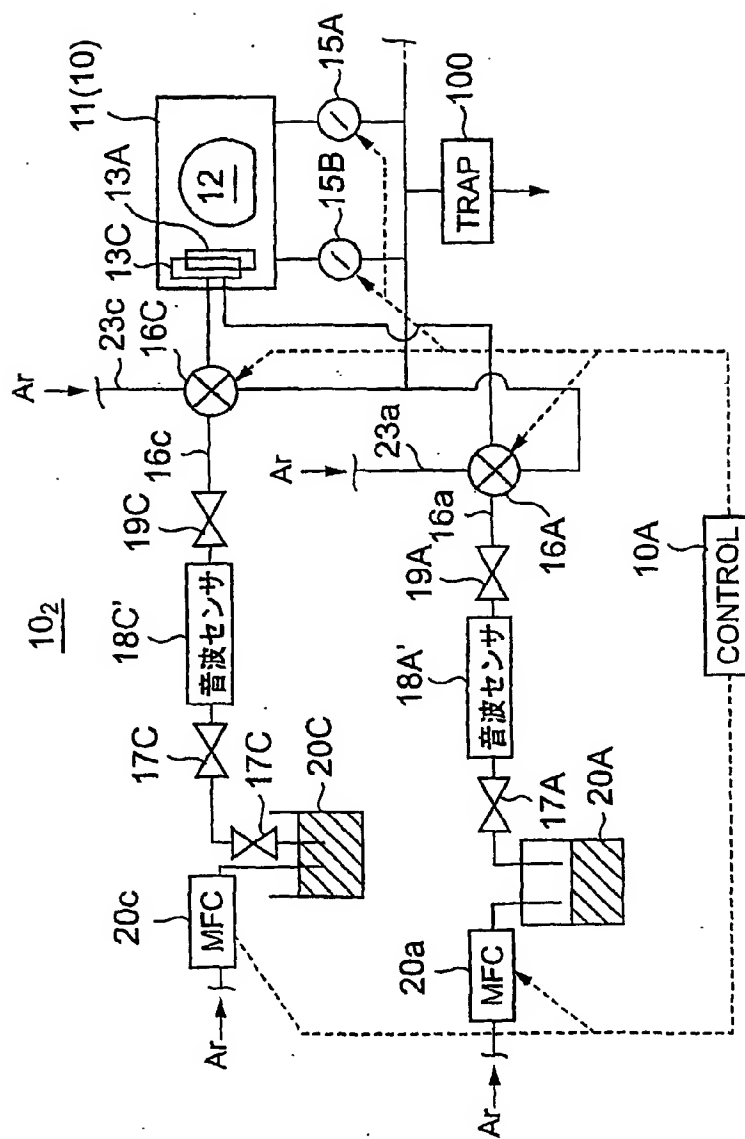 10₂
Ar
23c
16C
13C
13A
11(10)
12
15B
15A
16c
19C
音波センサ
18C'
17C
17C
20C
20c
MFC
Ar
Ar
23a
16a
16A
19A
音波センサ
18A'
17A
20A
20a
MFC
Ar
TRAP
100
10A
CONTROL